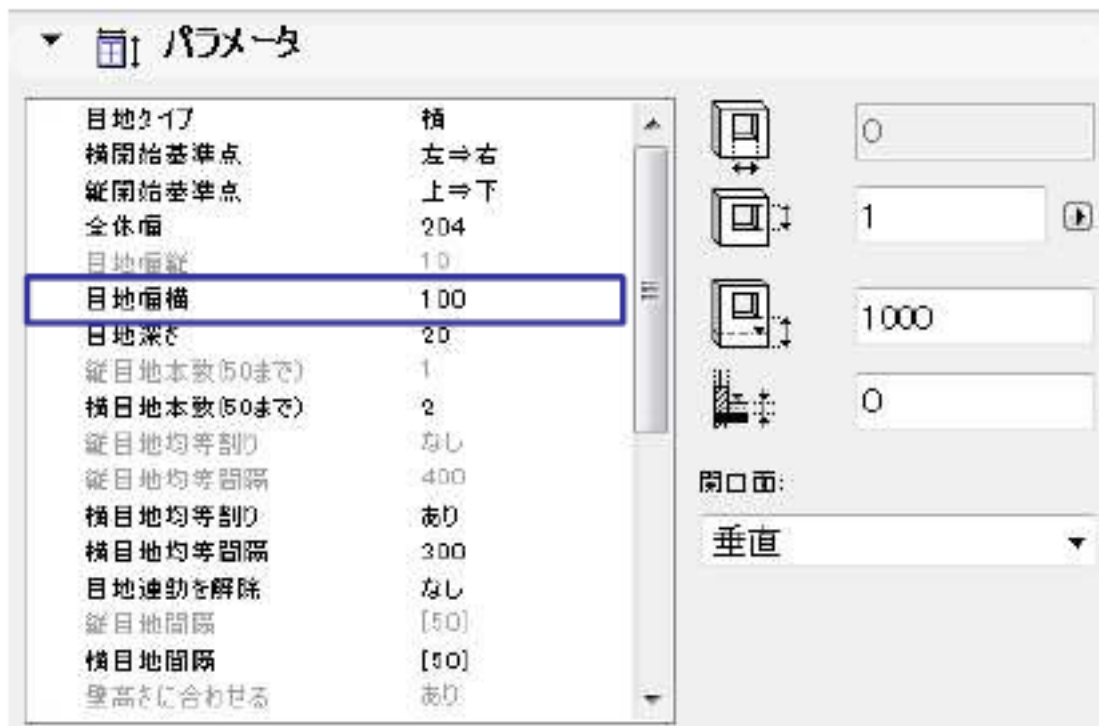 パラメータ
目地タイプ 横
横開始基準点 左⇒右
縦開始基準点 上⇒下
全体幅 204
目地幅縦 10
目地幅横 100
目地深さ 20
縦目地本数(50まで) 1
横目地本数(50まで) 2
縦目地均等割り なし
縦目地均等間隔 400
横目地均等割り あり
横目地均等間隔 300
目地連動を解除 なし
縦目地間隔 [50]
横目地間隔 [50]
壁高さに合わせる あり
0
1
1000
0
開口面:
垂直